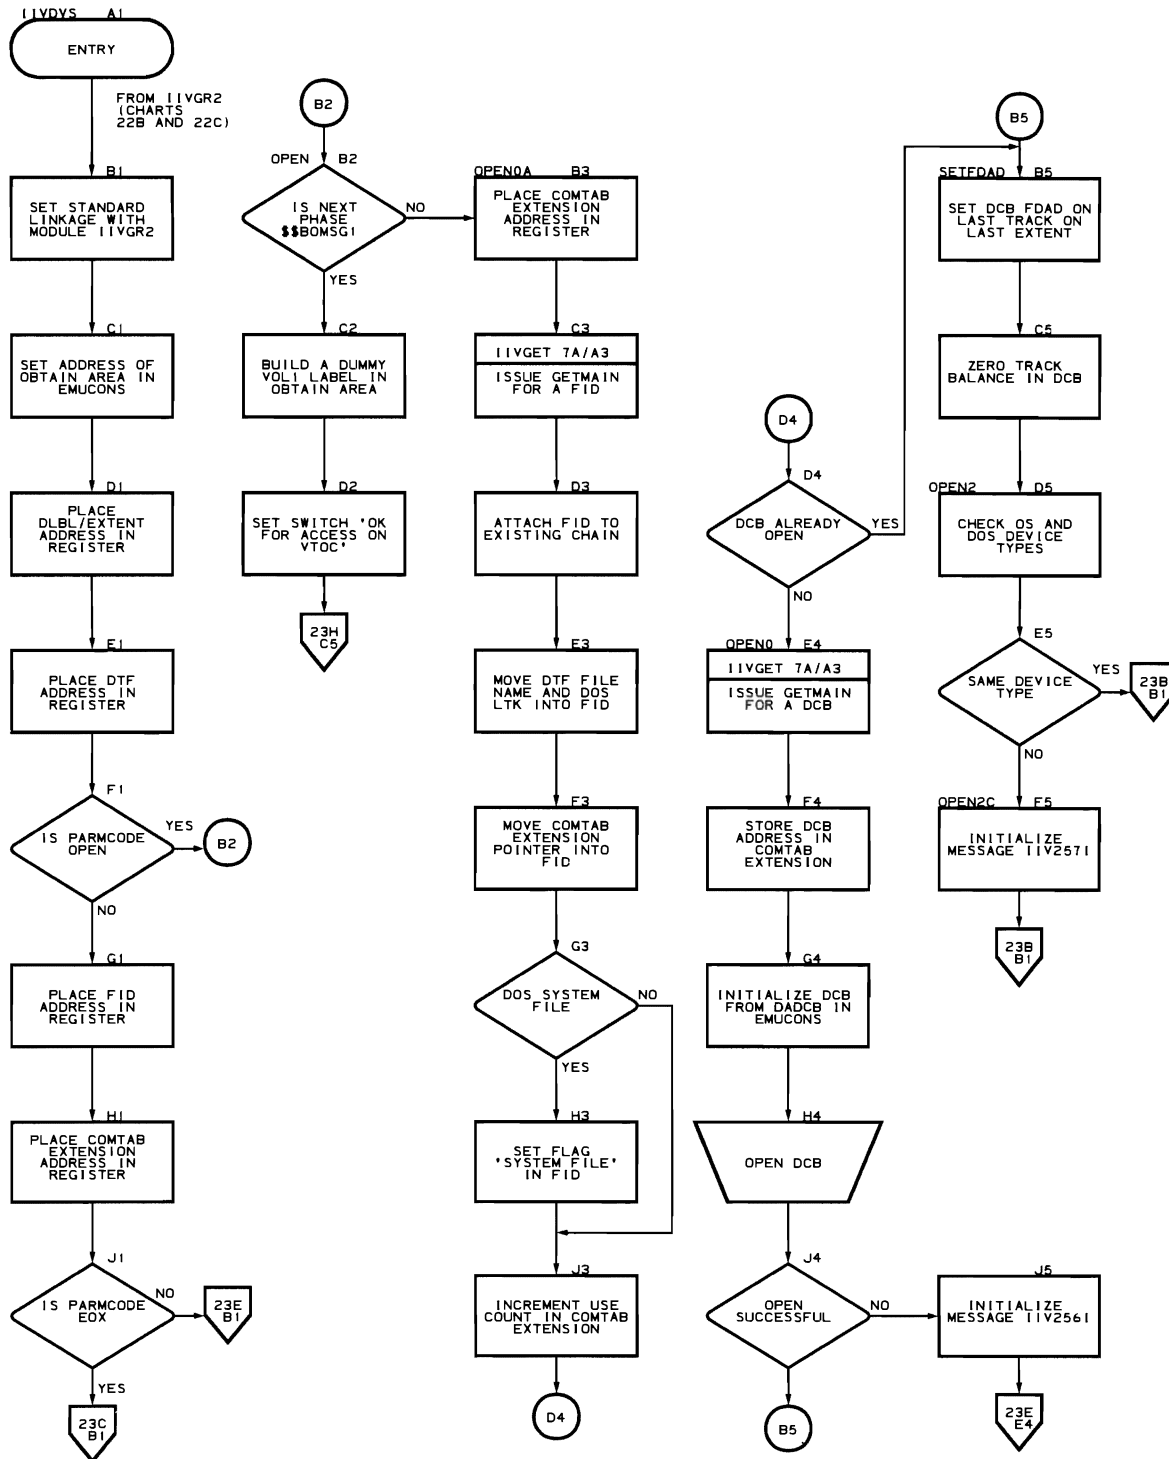 IIVDVS A1
ENTRY
FROM IIVGR2
(CHARTS
22B AND 22C)
B1
SET STANDARD
LINKAGE WITH
MODULE IIVGR2
C1
SET ADDRESS OF
OBTAIN AREA IN
EMUCONS
D1
PLACE
DLBL/EXTENT
ADDRESS IN
REGISTER
E1
PLACE DTF
ADDRESS IN
REGISTER
F1
IS PARMCODE
OPEN
YES
B2
NO
G1
PLACE FID
ADDRESS IN
REGISTER
H1
PLACE COMTAB
EXTENSION
ADDRESS IN
REGISTER
J1
IS PARMCODE
EOX
NO
23E
B1
YES
23C
B1
B2
OPEN B2
IS NEXT
PHASE
$$BOMSG1
NO
YES
C2
BUILD A DUMMY
VOL1 LABEL IN
OBTAIN AREA
D2
SET SWITCH 'OK
FOR ACCESS ON
VTOC'
23H
C5
OPEN0A B3
PLACE COMTAB
EXTENSION
ADDRESS IN
REGISTER
C3
IIVGET 7A/A3
ISSUE GETMAIN
FOR A FID
D3
ATTACH FID TO
EXISTING CHAIN
E3
MOVE DTF FILE
NAME AND DOS
LTK INTO FID
F3
MOVE COMTAB
EXTENSION
POINTER INTO
FID
G3
DOS SYSTEM
FILE
NO
YES
H3
SET FLAG
'SYSTEM FILE'
IN FID
J3
INCREMENT USE
COUNT IN COMTAB
EXTENSION
D4
D4
D4
DCB ALREADY
OPEN
YES
NO
OPEN0 E4
IIVGET 7A/A3
ISSUE GETMAIN
FOR A DCB
F4
STORE DCB
ADDRESS IN
COMTAB
EXTENSION
G4
INITIALIZE DCB
FROM DADCB IN
EMUCONS
H4
OPEN DCB
J4
OPEN
SUCCESSFUL
NO
B5
B5
SETFDAD B5
SET DCB FDAD ON
LAST TRACK ON
LAST EXTENT
C5
ZERO TRACK
BALANCE IN DCB
OPEN2 D5
CHECK OS AND
DOS DEVICE
TYPES
E5
SAME DEVICE
TYPE
YES
23B
B1
NO
OPEN2C F5
INITIALIZE
MESSAGE IIV257I
23B
B1
J5
INITIALIZE
MESSAGE IIV256I
23E
E4